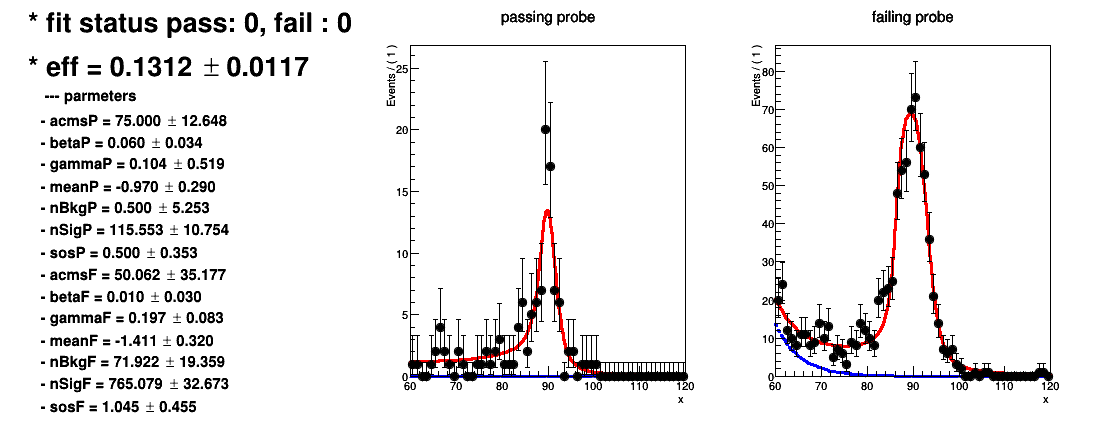 * fit status pass: 0, fail : 0
* eff = 0.1312 ± 0.0117
--- parmeters
- acmsP = 75.000 ± 12.648
- betaP = 0.060 ± 0.034
- gammaP = 0.104 ± 0.519
- meanP = -0.970 ± 0.290
- nBkgP = 0.500 ± 5.253
- nSigP = 115.553 ± 10.754
- sosP = 0.500 ± 0.353
- acmsF = 50.062 ± 35.177
- betaF = 0.010 ± 0.030
- gammaF = 0.197 ± 0.083
- meanF = -1.411 ± 0.320
- nBkgF = 71.922 ± 19.359
- nSigF = 765.079 ± 32.673
- sosF = 1.045 ± 0.455
passing probe
Events / ( 1 )
25
20
15
10
5
0
60 70 80 90 100 110 120
x
failing probe
Events / ( 1 )
80
70
60
50
40
30
20
10
0
60 70 80 90 100 110 120
x